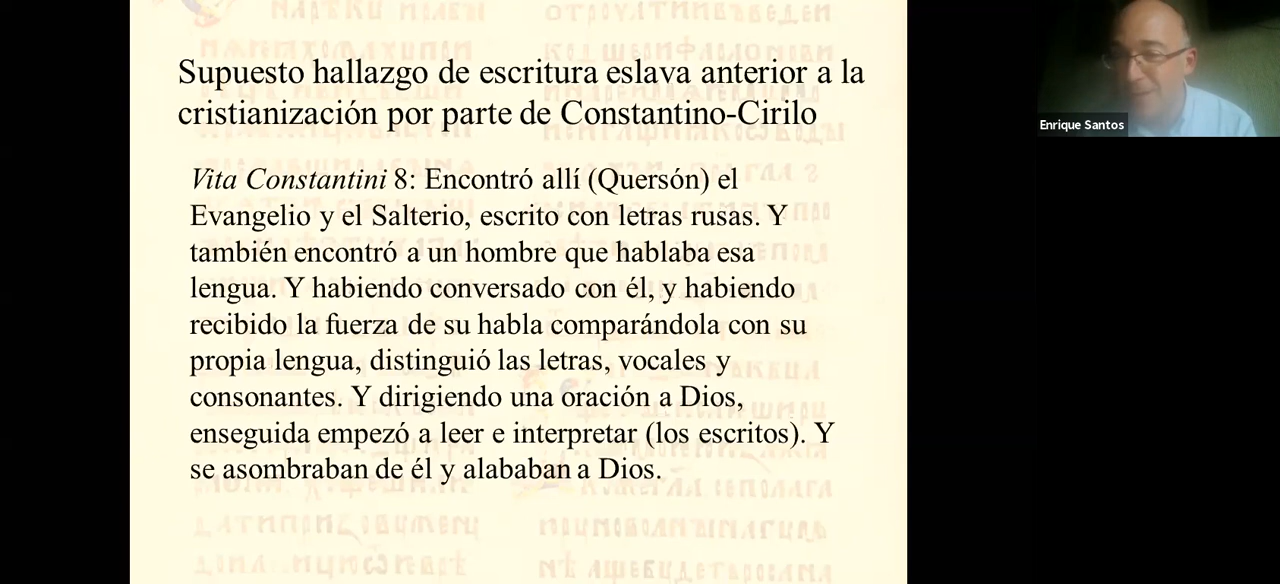 Supuesto hallazgo de escritura eslava anterior a la
cristianización por parte de Constantino-Cirilo
Vita Constantini 8: Encontró allí (Quersón) el
Evangelio y el Salterio, escrito con letras rusas. Y
también encontró a un hombre que hablaba esa
lengua. Y habiendo conversado con él, y habiendo
recibido la fuerza de su habla comparándola con su
propia lengua, distinguió las letras, vocales y
consonantes. Y dirigiendo una oración a Dios,
enseguida empezó a leer e interpretar (los escritos). Y
se asombraban de él y alababan a Dios.
Enrique Santos